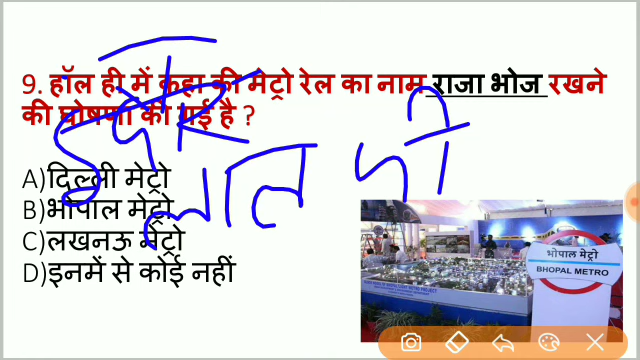 9. हॉल ही में कहा की मेट्रो रेल का नाम राजा भोज रखने
की घोषणा की गई है ?
A)दिल्ली मेट्रो
B)भोपाल मेट्रो
C)लखनऊ मेट्रो
D)इनमें से कोई नहीं
भोपाल मेट्रो
BHOPAL METRO